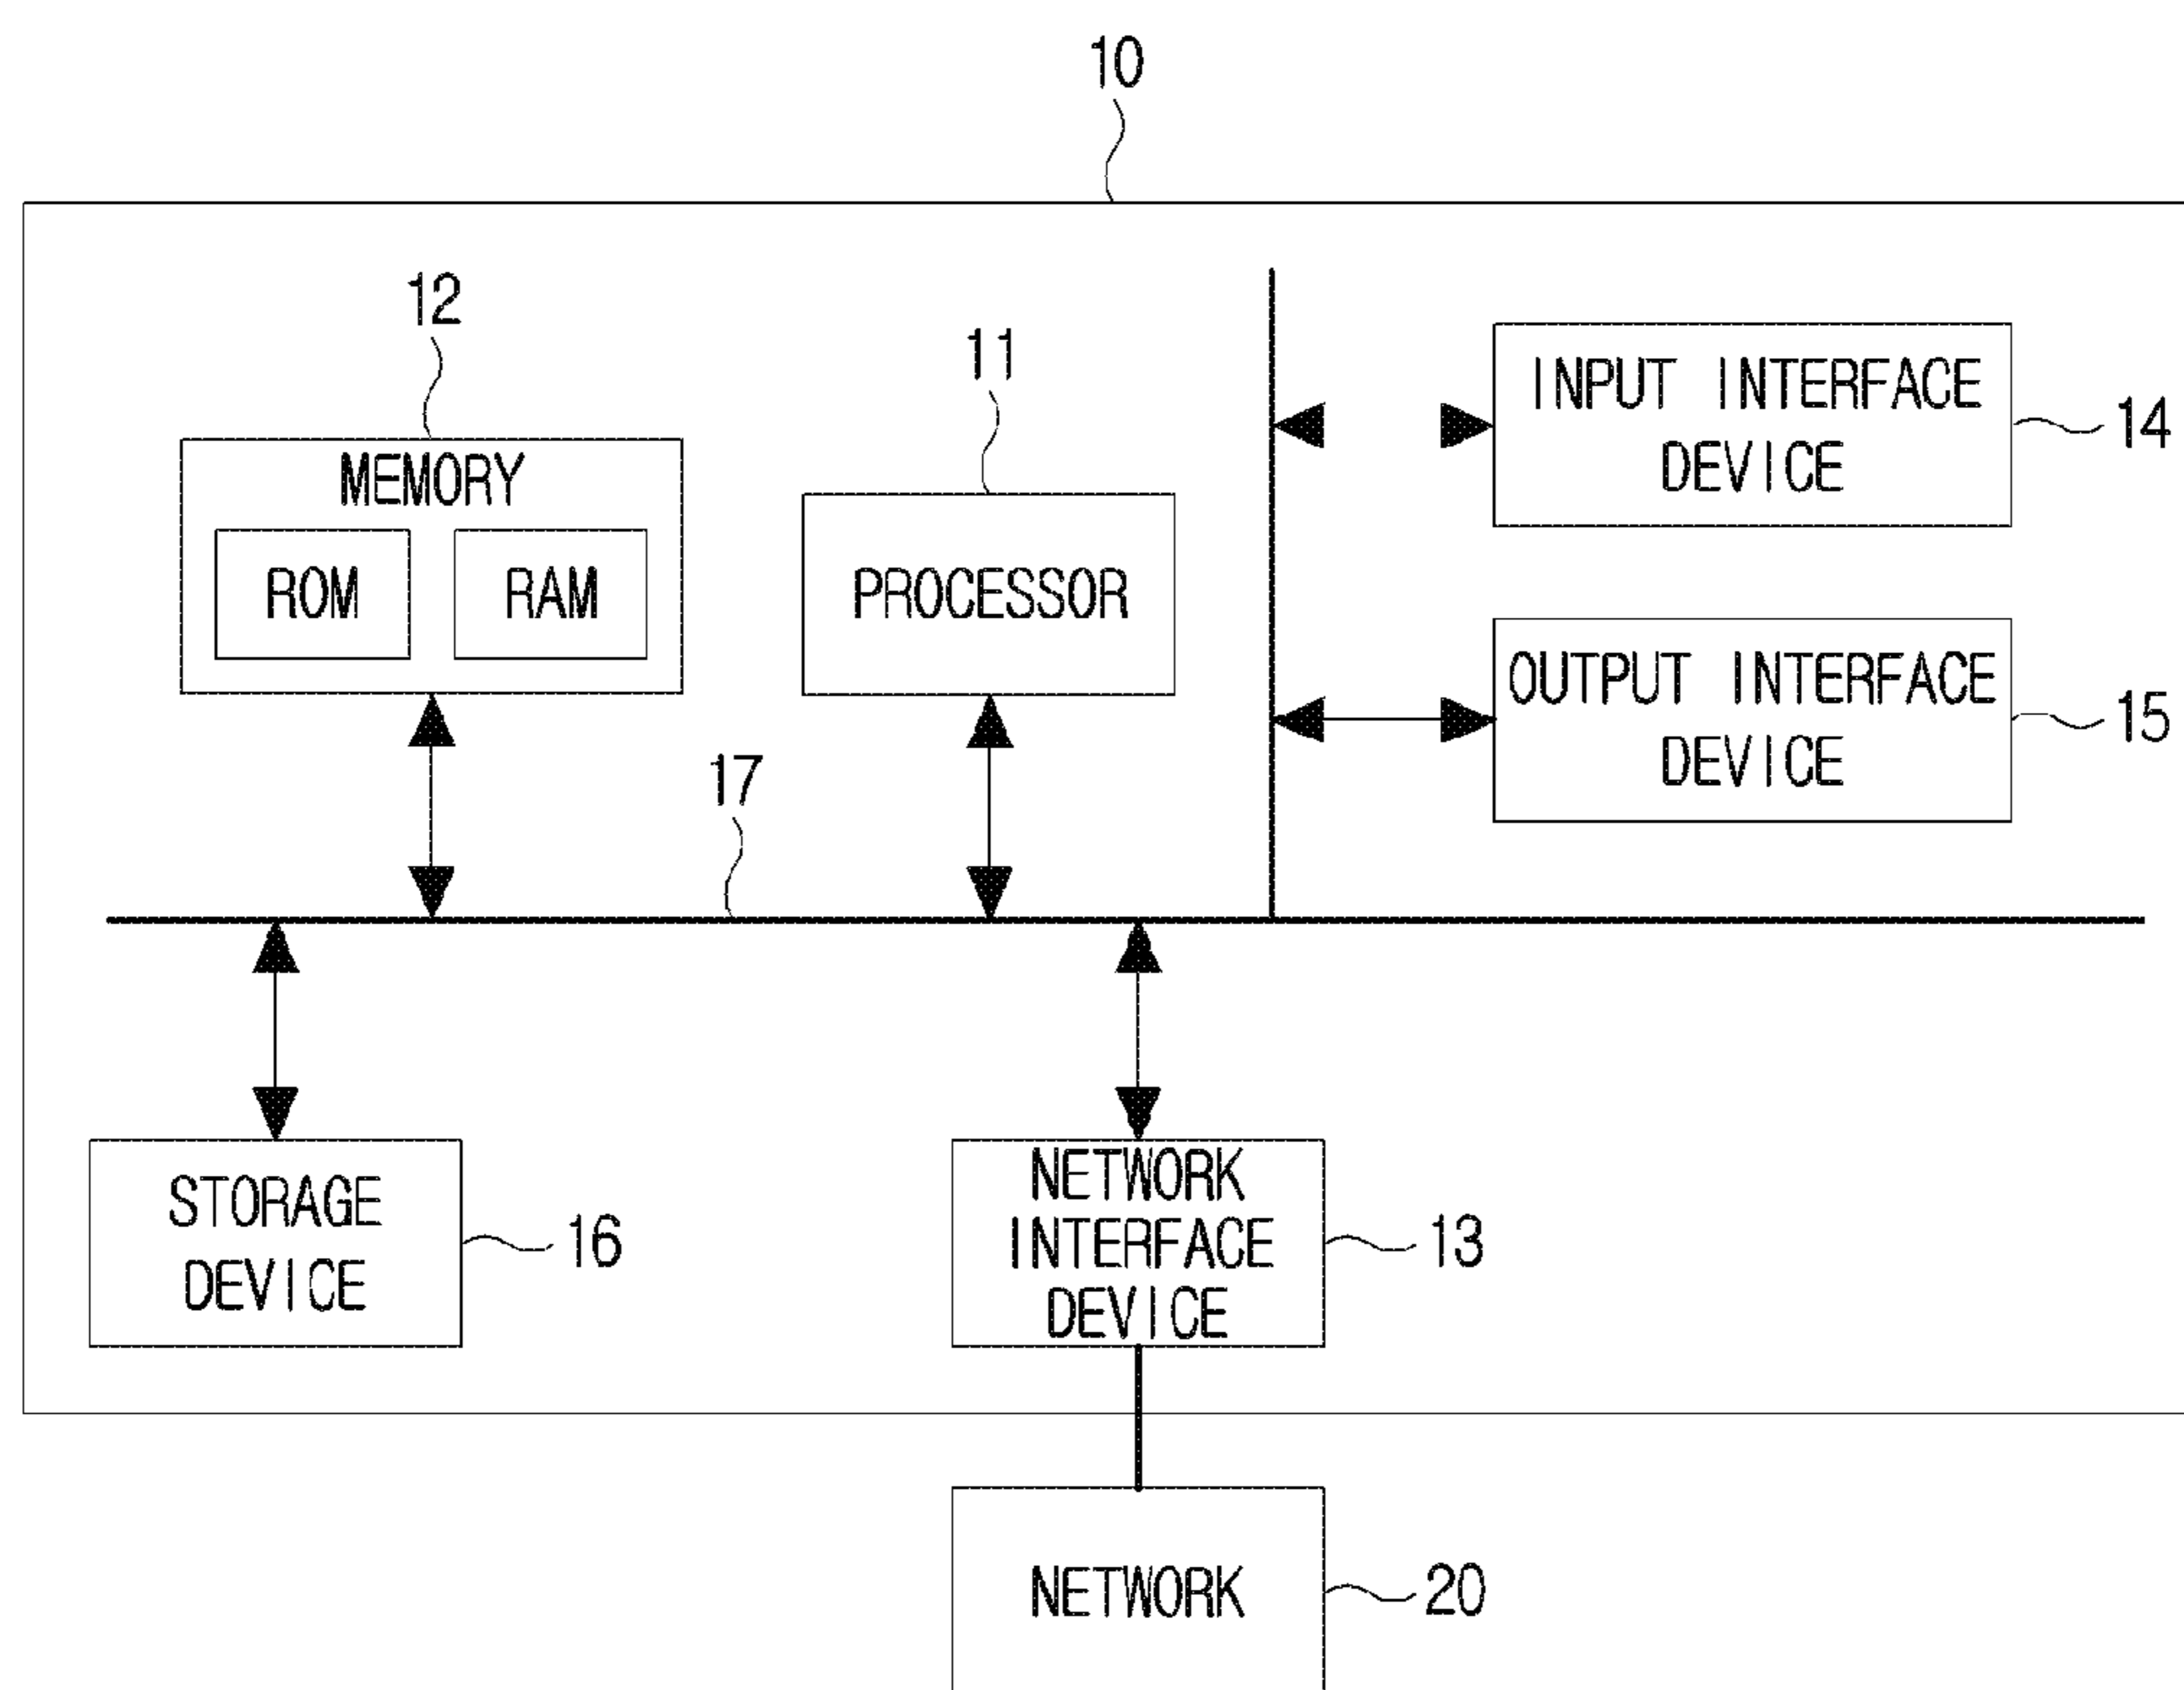 10
12
11
MEMORY
ROM
RAM
PROCESSOR
INPUT INTERFACE
DEVICE
14
OUTPUT INTERFACE
DEVICE
15
17
STORAGE
DEVICE
16
NETWORK
INTERFACE
DEVICE
13
NETWORK
20